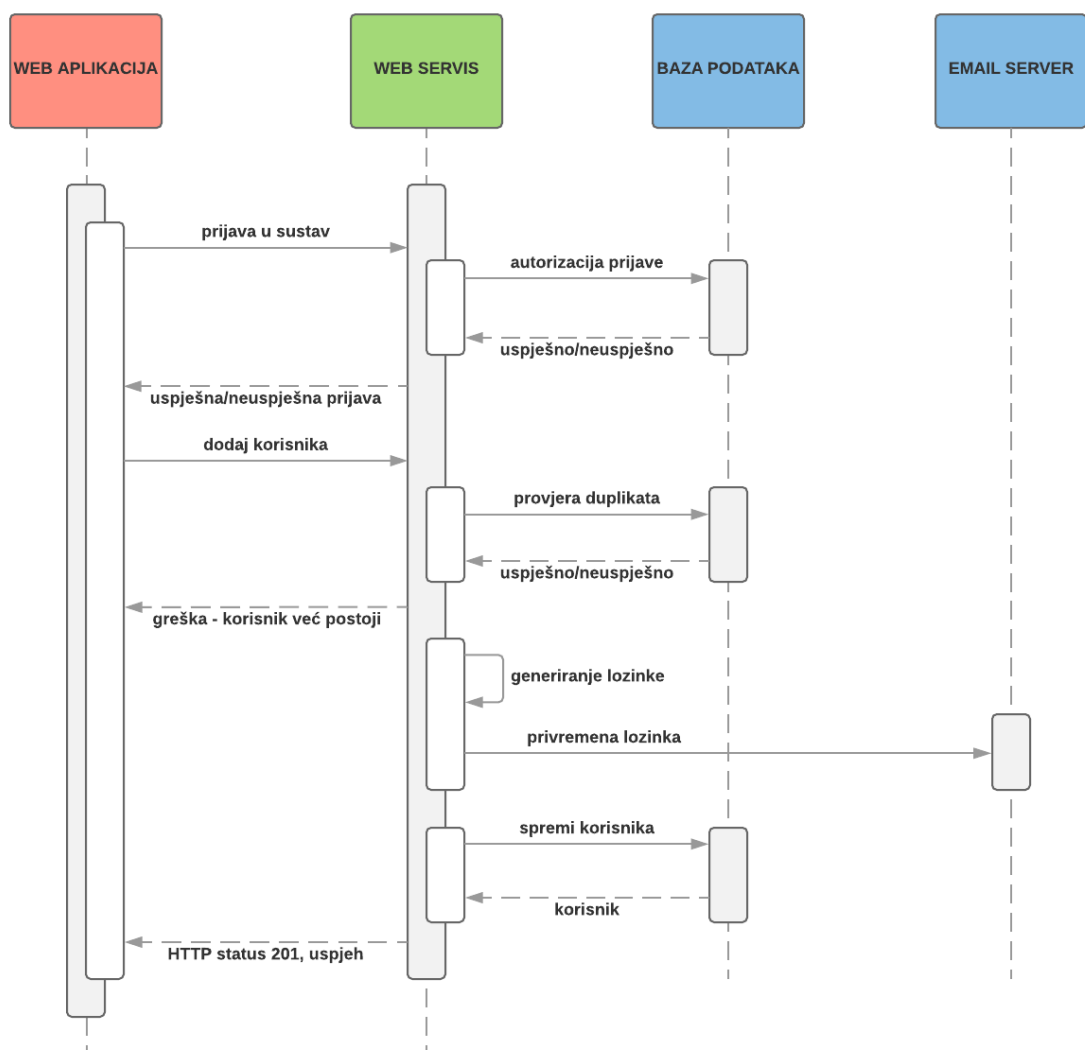 WEB APLIKACIJA
WEB SERVIS
BAZA PODATAKA
EMAIL SERVER
prijava u sustav
autorizacija prijave
uspješno/neuspješno
uspješna/neuspješna prijava
dodaj korisnika
provjera duplikata
uspješno/neuspješno
greška - korisnik već postoji
generiranje lozinke
privremena lozinka
spremi korisnika
korisnik
HTTP status 201, uspjeh